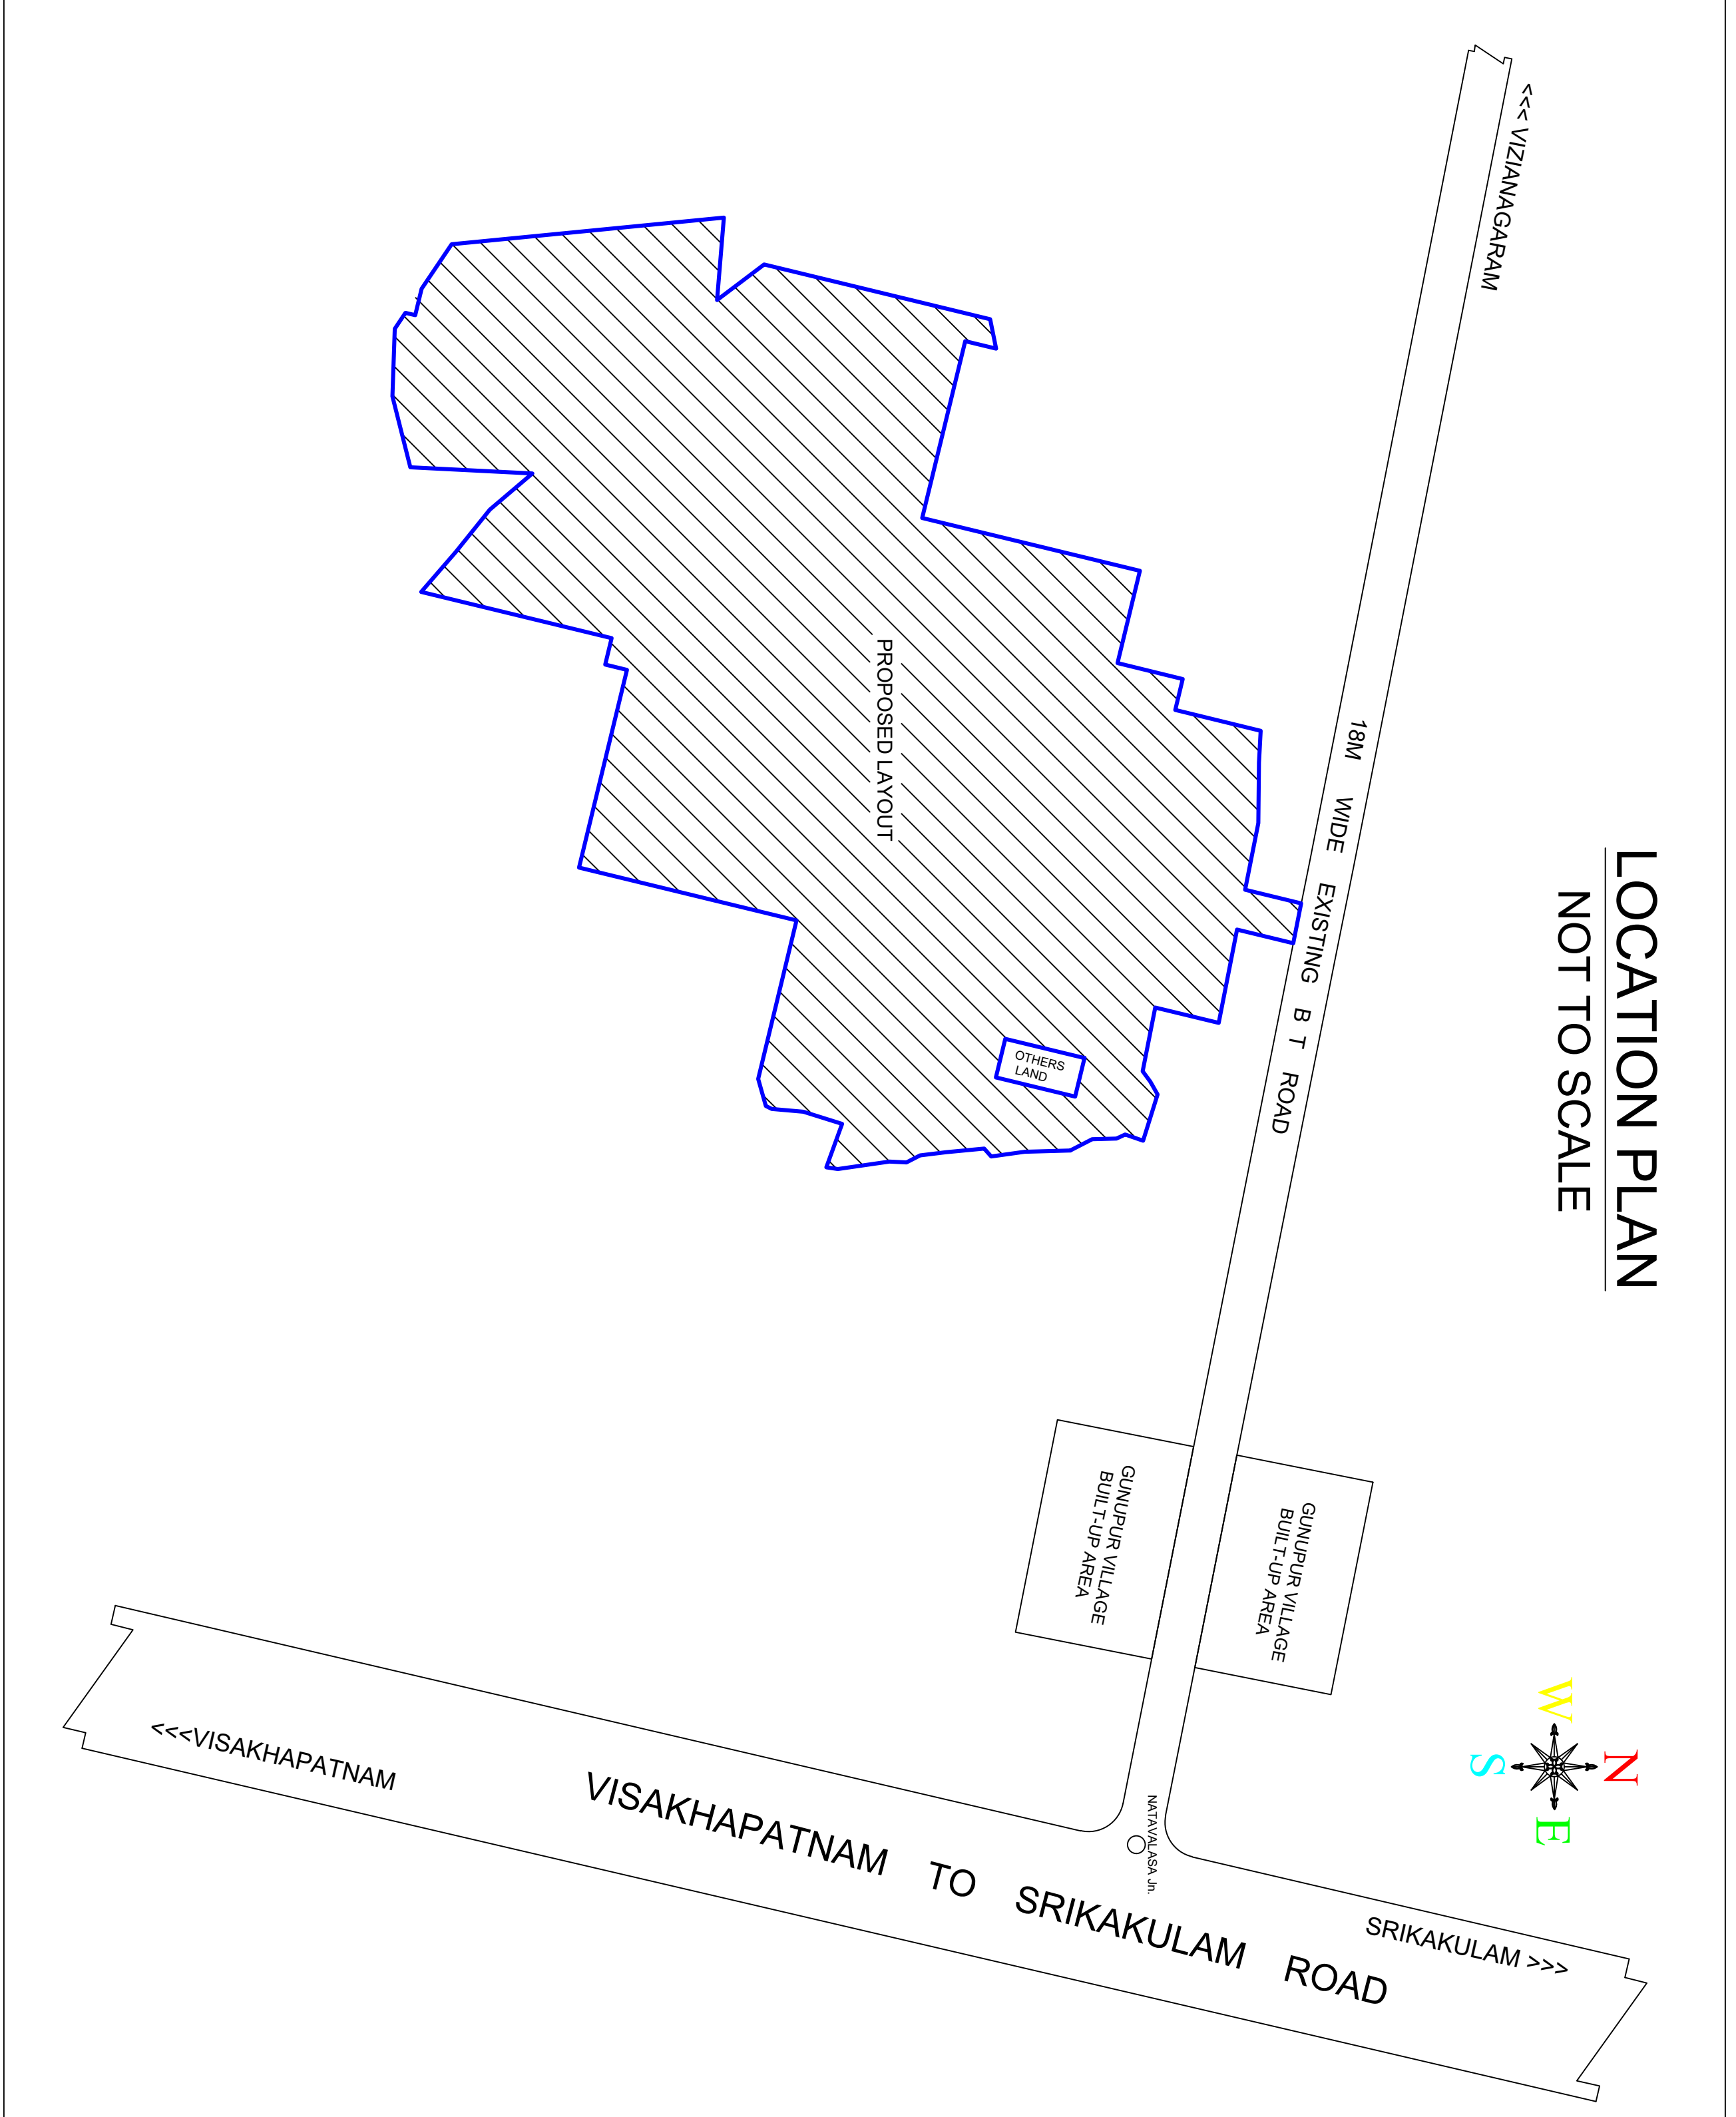 LOCATION PLAN
NOT TO SCALE
<<< VIZIANAGARAM
18M WIDE EXISTING B T ROAD
PROPOSED LAYOUT
OTHERS
LAND
GUNUPUR VILLAGE
BUILT-UP AREA
GUNUPUR VILLAGE
BUILT-UP AREA
N
W
E
S
NATAVALASA Jn.
SRIKAKULAM >>>
VISAKHAPATNAM TO SRIKAKULAM ROAD
<<<VISAKHAPATNAM